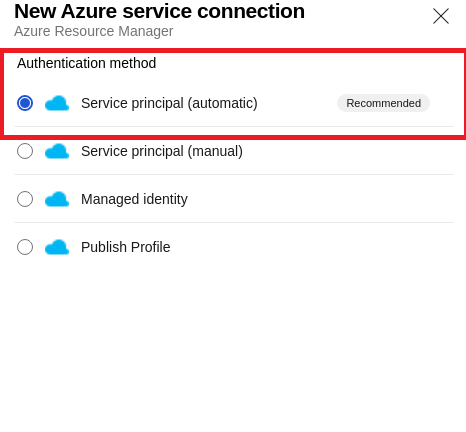 New Azure service connection
Azure Resource Manager
Authentication method
Service principal (automatic) Recommended
Service principal (manual)
Managed identity
Publish Profile